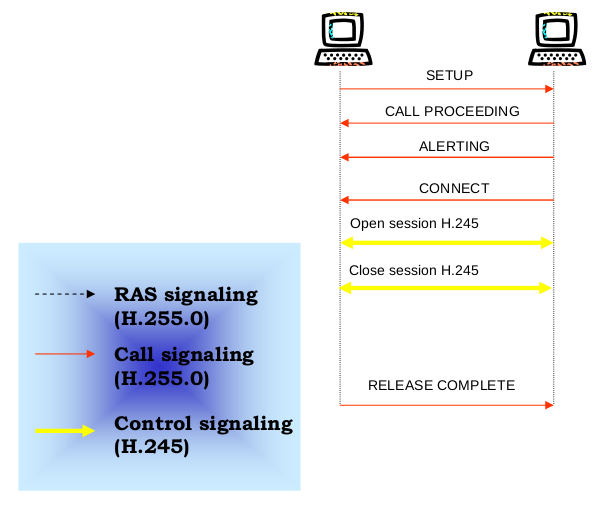 SETUP
CALL PROCEEDING
ALERTING
CONNECT
Open session H.245
Close session H.245
RELEASE COMPLETE
RAS signaling
(H.255.0)
Call signaling
(H.255.0)
Control signaling
(H.245)